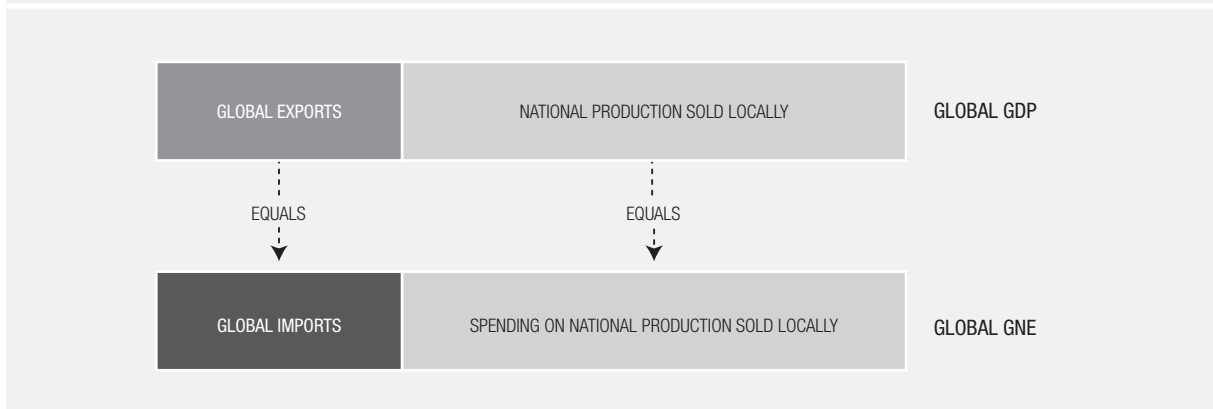 GLOBAL EXPORTS
NATIONAL PRODUCTION SOLD LOCALLY
GLOBAL GDP
EQUALS
EQUALS
GLOBAL IMPORTS
SPENDING ON NATIONAL PRODUCTION SOLD LOCALLY
GLOBAL GNE